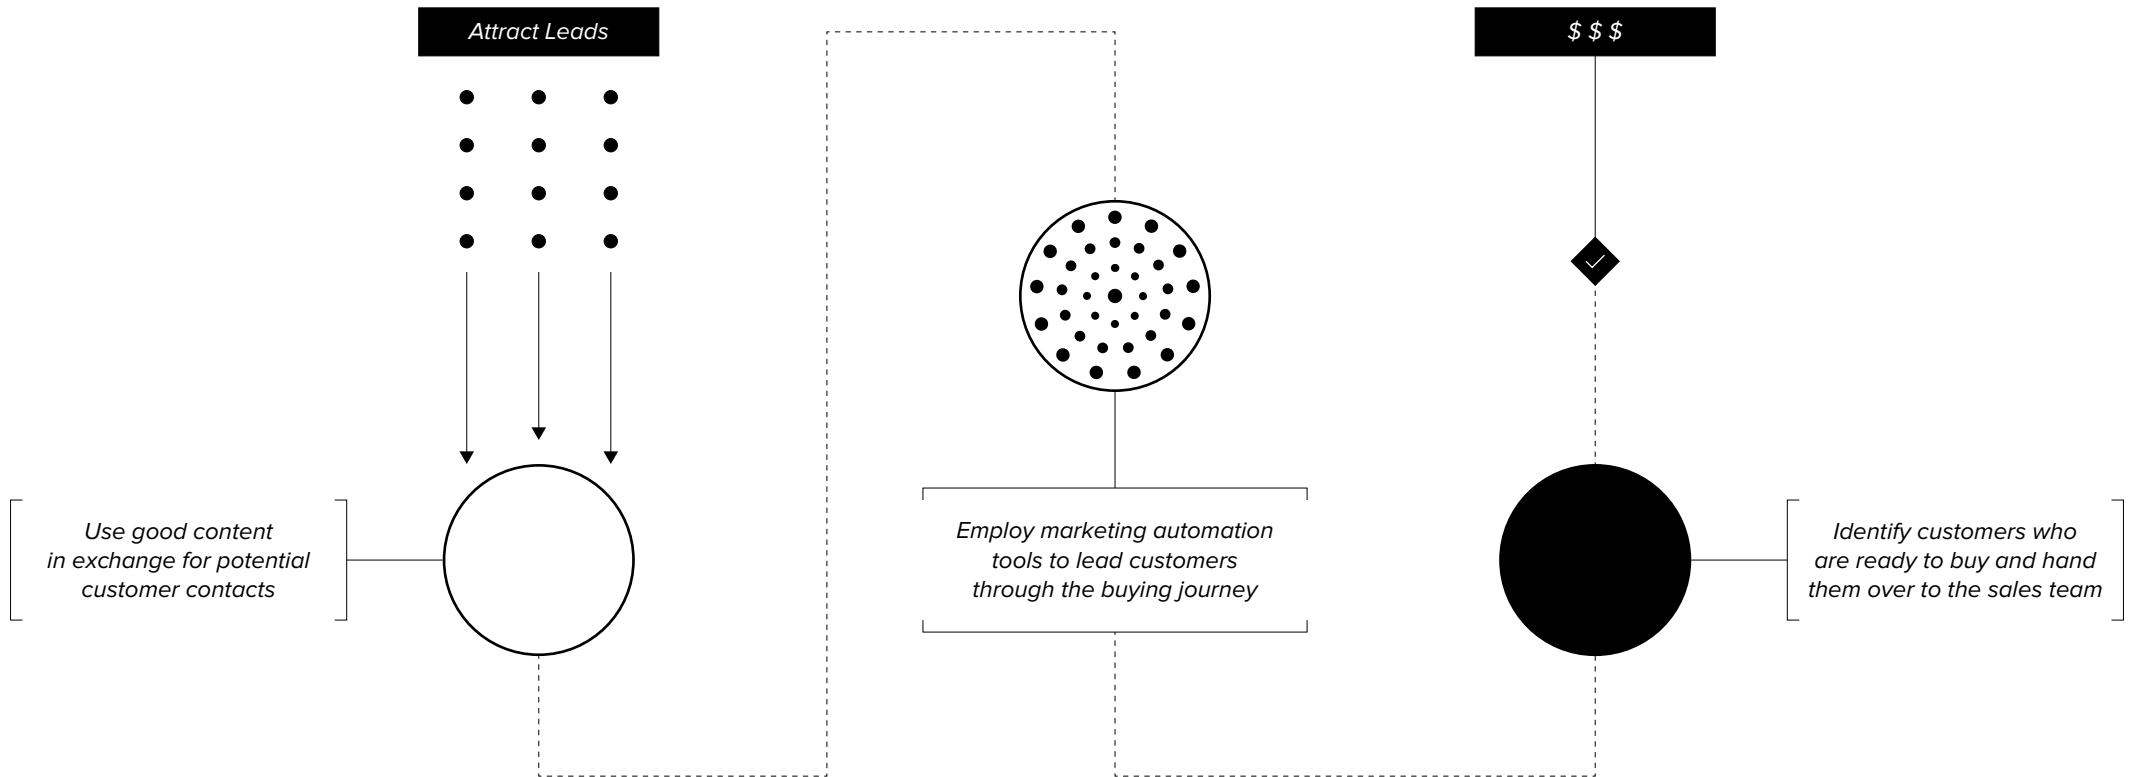 Attract Leads
$ $ $
Use good content
in exchange for potential
customer contacts
Employ marketing automation
tools to lead customers
through the buying journey
Identify customers who
are ready to buy and hand
them over to the sales team